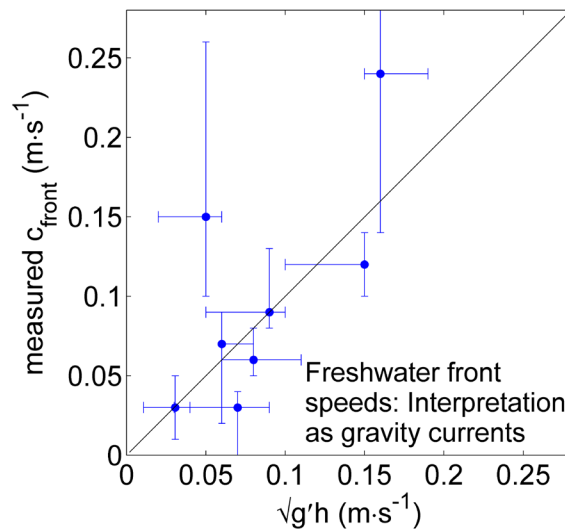 measured c_front (m·s⁻¹)
0.25
0.2
0.15
0.1
0.05
0
Freshwater front
speeds: Interpretation
as gravity currents
0 0.05 0.1 0.15 0.2 0.25
√g'h (m·s⁻¹)